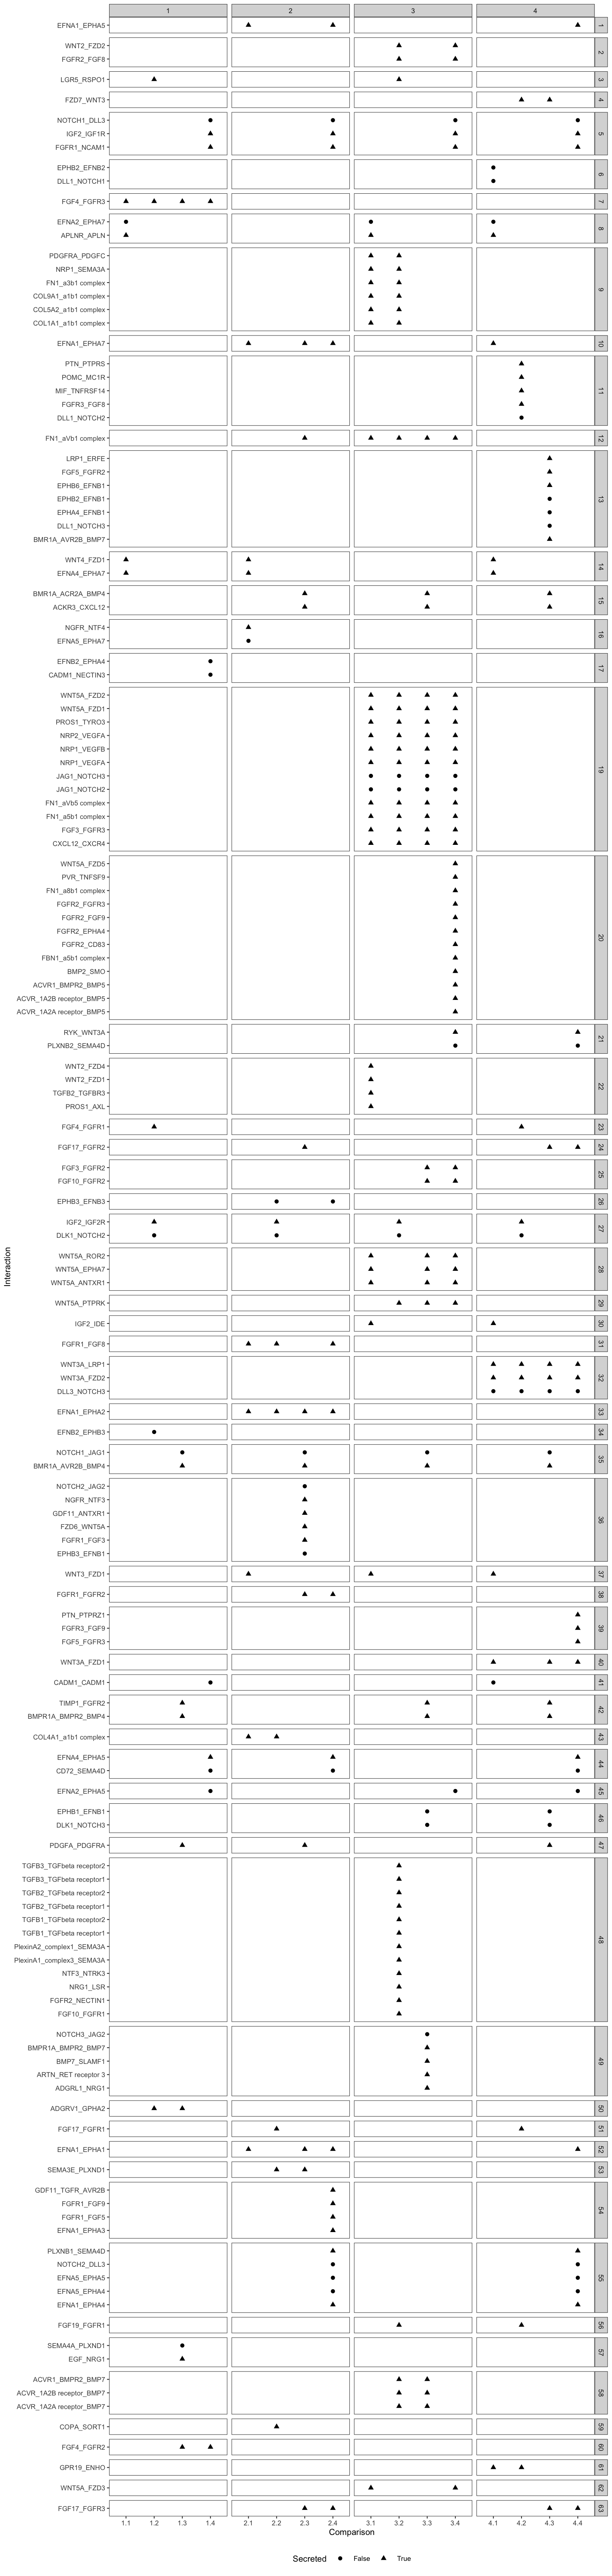 1 2 3 4
EFNA1_EPHA5 1
WNT2_FZD2
FGFR2_FGF8
2
LGR5_RSPO1 3
FZD7_WNT3 4
NOTCH1_DLL3
IGF2_IGF1R
FGFR1_NCAM1
5
EPHB2_EFNB2
DLL1_NOTCH1
6
FGF4_FGFR3 7
EFNA2_EPHA7
APLNR_APLN
8
PDGFRA_PDGFC
NRP1_SEMA3A
FN1_a3b1 complex
COL9A1_a1b1 complex
COL5A2_a1b1 complex
COL1A1_a1b1 complex
9
EFNA1_EPHA7 10
PTN_PTPRS
POMC_MC1R
MIF_TNFRSF14
FGFR3_FGF8
DLL1_NOTCH2
11
FN1_aVb1 complex 12
LRP1_ERFE
FGF5_FGFR2
EPHB6_EFNB1
EPHB2_EFNB1
EPHA4_EFNB1
DLL1_NOTCH3
BMR1A_AVR2B_BMP7
13
WNT4_FZD1
EFNA4_EPHA7
14
BMR1A_ACR2A_BMP4
ACKR3_CXCL12
15
NGFR_NTF4
EFNA5_EPHA7
16
EFNB2_EPHA4
CADM1_NECTIN3
17
WNT5A_FZD2
WNT5A_FZD1
PROS1_TYRO3
NRP2_VEGFA
NRP1_VEGFB
NRP1_VEGFA
JAG1_NOTCH3
JAG1_NOTCH2
FN1_aVb5 complex
FN1_a5b1 complex
FGF3_FGFR3
CXCL12_CXCR4
19
WNT5A_FZD5
PVR_TNFSF9
FN1_a8b1 complex
FGFR2_FGFR3
FGFR2_FGF9
FGFR2_EPHA4
FGFR2_CD83
FBN1_a5b1 complex
BMP2_SMO
ACVR1_BMPR2_BMP5
ACVR_1A2B receptor_BMP5
ACVR_1A2A receptor_BMP5
20
RYK_WNT3A
PLXNB2_SEMA4D
21
WNT2_FZD4
WNT2_FZD1
TGFB2_TGFBR3
PROS1_AXL
22
FGF4_FGFR1 23
FGF17_FGFR2 24
FGF3_FGFR2
FGF10_FGFR2
25
EPHB3_EFNB3 26
IGF2_IGF2R
DLK1_NOTCH2
27
WNT5A_ROR2
WNT5A_EPHA7
WNT5A_ANTXR1
28
WNT5A_PTPRK 29
IGF2_IDE 30
FGFR1_FGF8 31
WNT3A_LRP1
WNT3A_FZD2
DLL3_NOTCH3
32
EFNA1_EPHA2 33
EFNB2_EPHB3 34
NOTCH1_JAG1
BMR1A_AVR2B_BMP4
35
NOTCH2_JAG2
NGFR_NTF3
GDF11_ANTXR1
FZD6_WNT5A
FGFR1_FGF3
EPHB3_EFNB1
36
WNT3_FZD1 37
FGFR1_FGFR2 38
PTN_PTPRZ1
FGFR3_FGF9
FGF5_FGFR3
39
WNT3A_FZD1 40
CADM1_CADM1 41
TIMP1_FGFR2
BMPR1A_BMPR2_BMP4
42
COL4A1_a1b1 complex 43
EFNA4_EPHA5
CD72_SEMA4D
44
EFNA2_EPHA5 45
EPHB1_EFNB1
DLK1_NOTCH3
46
PDGFA_PDGFRA 47
TGFB3_TGFbeta receptor2
TGFB3_TGFbeta receptor1
TGFB2_TGFbeta receptor2
TGFB2_TGFbeta receptor1
TGFB1_TGFbeta receptor2
TGFB1_TGFbeta receptor1
PlexinA2_complex1_SEMA3A
PlexinA1_complex3_SEMA3A
NTF3_NTRK3
NRG1_LSR
FGFR2_NECTIN1
FGF10_FGFR1
48
NOTCH3_JAG2
BMPR1A_BMPR2_BMP7
BMP7_SLAMF1
ARTN_RET receptor 3
ADGRL1_NRG1
49
ADGRV1_GPHA2 50
FGF17_FGFR1 51
EFNA1_EPHA1 52
SEMA3E_PLXND1 53
GDF11_TGFR_AVR2B
FGFR1_FGF9
FGFR1_FGF5
EFNA1_EPHA3
54
PLXNB1_SEMA4D
NOTCH2_DLL3
EFNA5_EPHA5
EFNA5_EPHA4
EFNA1_EPHA4
55
FGF19_FGFR1 56
SEMA4A_PLXND1
EGF_NRG1
57
ACVR1_BMPR2_BMP7
ACVR_1A2B receptor_BMP7
ACVR_1A2A receptor_BMP7
58
COPA_SORT1 59
FGF4_FGFR2 60
GPR19_ENHO 61
WNT5A_FZD3 62
FGF17_FGFR3 63
Interaction
1.1 1.2 1.3 1.4 2.1 2.2 2.3 2.4 3.1 3.2 3.3 3.4 4.1 4.2 4.3 4.4
Comparison
Secreted False True